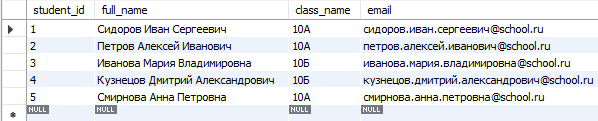 student_id full_name class_name email
1 Сидоров Иван Сергеевич 10А сидоров.иван.сергеевич@school.ru
2 Петров Алексей Иванович 10А петров.алексей.иванович@school.ru
3 Иванова Мария Владимировна 10Б иванова.мария.владимировна@school.ru
4 Кузнецов Дмитрий Александрович 10Б кузнецов.дмитрий.александрович@school.ru
5 Смирнова Анна Петровна 10А смирнова.анна.петровна@school.ru
NULL NULL NULL NULL